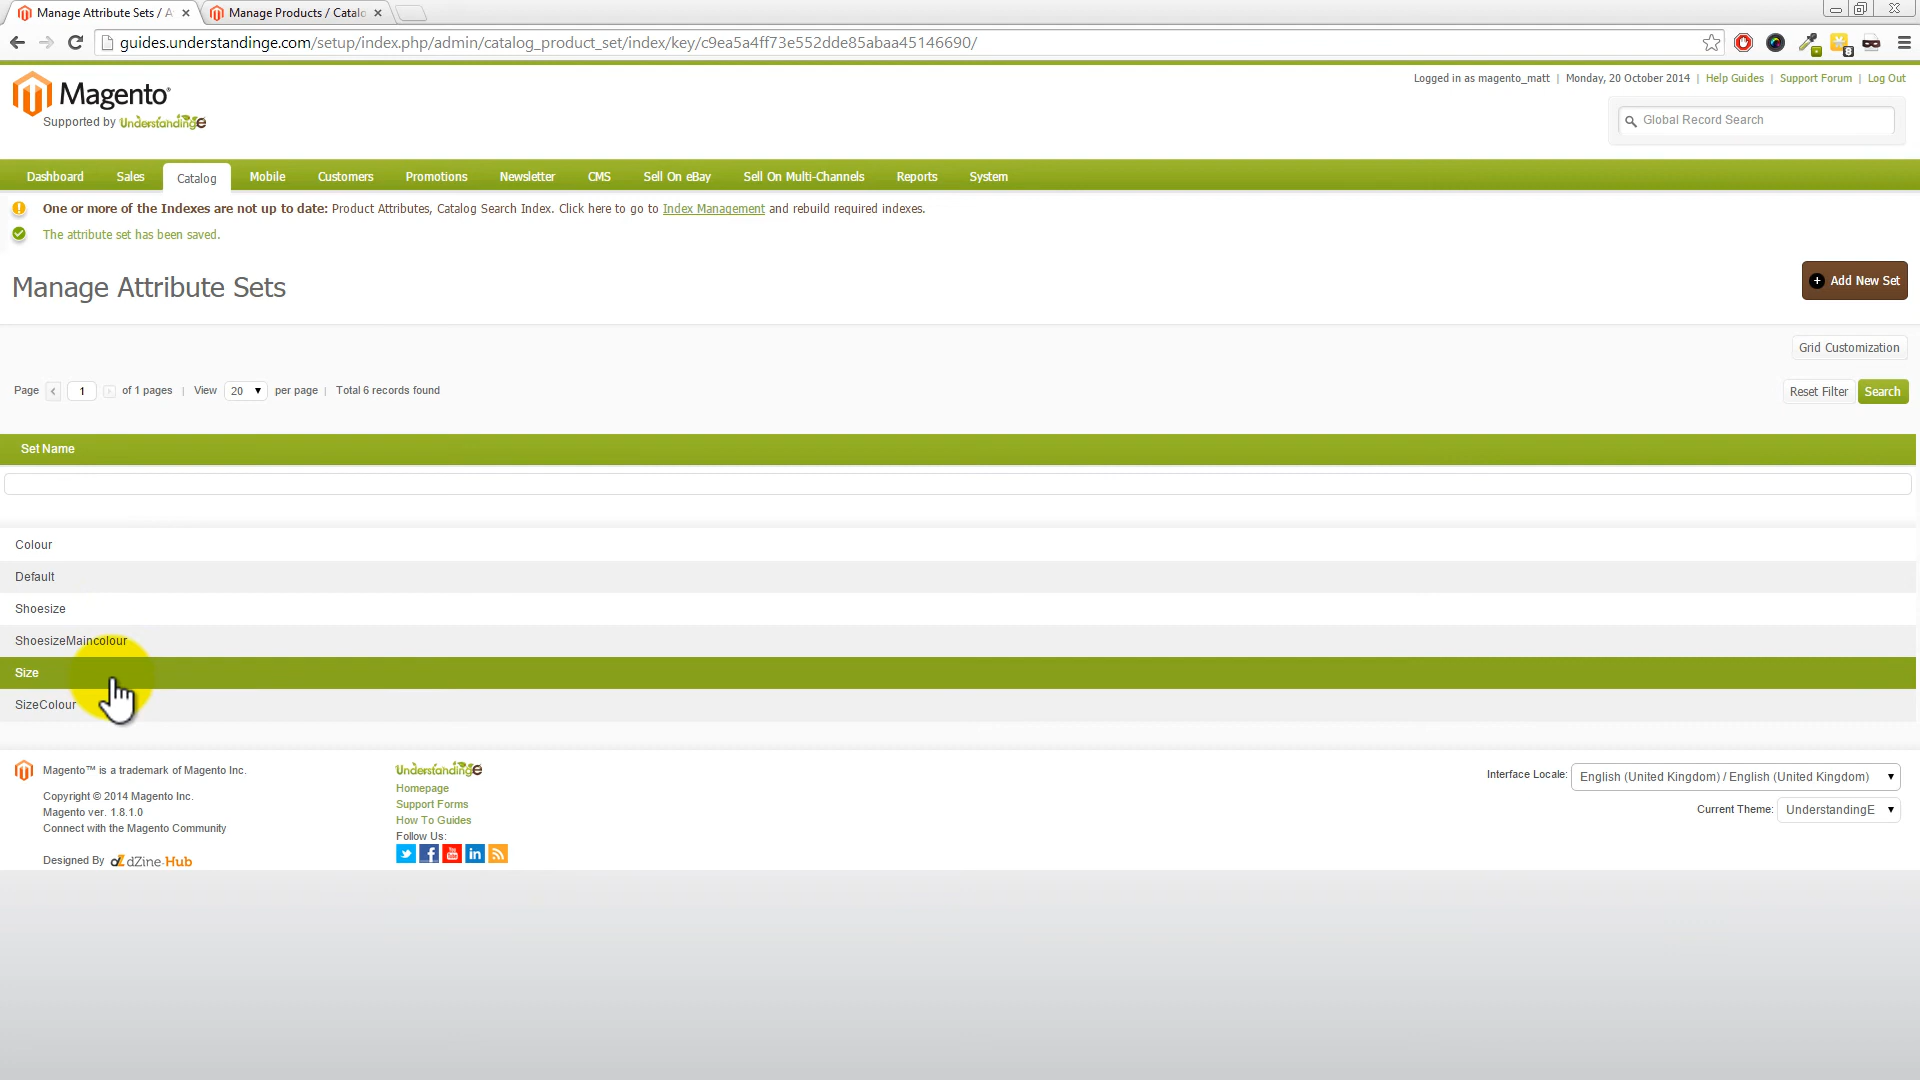 Manage Attribute Sets / A
Manage Products / Catalo
guides.understandinge.com/setup/index.php/admin/catalog_product_set/index/key/c9ea5a4ff73e552dde85abaa45146690/
8
Magento®
Supported by UnderstandingE
Logged in as magento_matt | Monday, 20 October 2014 | Help Guides | Support Forum | Log Out
Global Record Search
Dashboard Sales Catalog Mobile Customers Promotions Newsletter CMS Sell On eBay Sell On Multi-Channels Reports System
One or more of the Indexes are not up to date: Product Attributes, Catalog Search Index. Click here to go to Index Management and rebuild required indexes.
The attribute set has been saved.
Manage Attribute Sets
Add New Set
Grid Customization
Page 1 of 1 pages | View 20 per page | Total 6 records found
Reset Filter Search
Set Name
Colour
Default
Shoesize
ShoesizeMaincolour
Size
SizeColour
Magento™ is a trademark of Magento Inc.
Copyright © 2014 Magento Inc.
Magento ver. 1.8.1.0
Connect with the Magento Community
Designed By dZine-Hub
UnderstandingE
Homepage
Support Forms
How To Guides
Follow Us:
Interface Locale: English (United Kingdom) / English (United Kingdom)
Current Theme: UnderstandingE